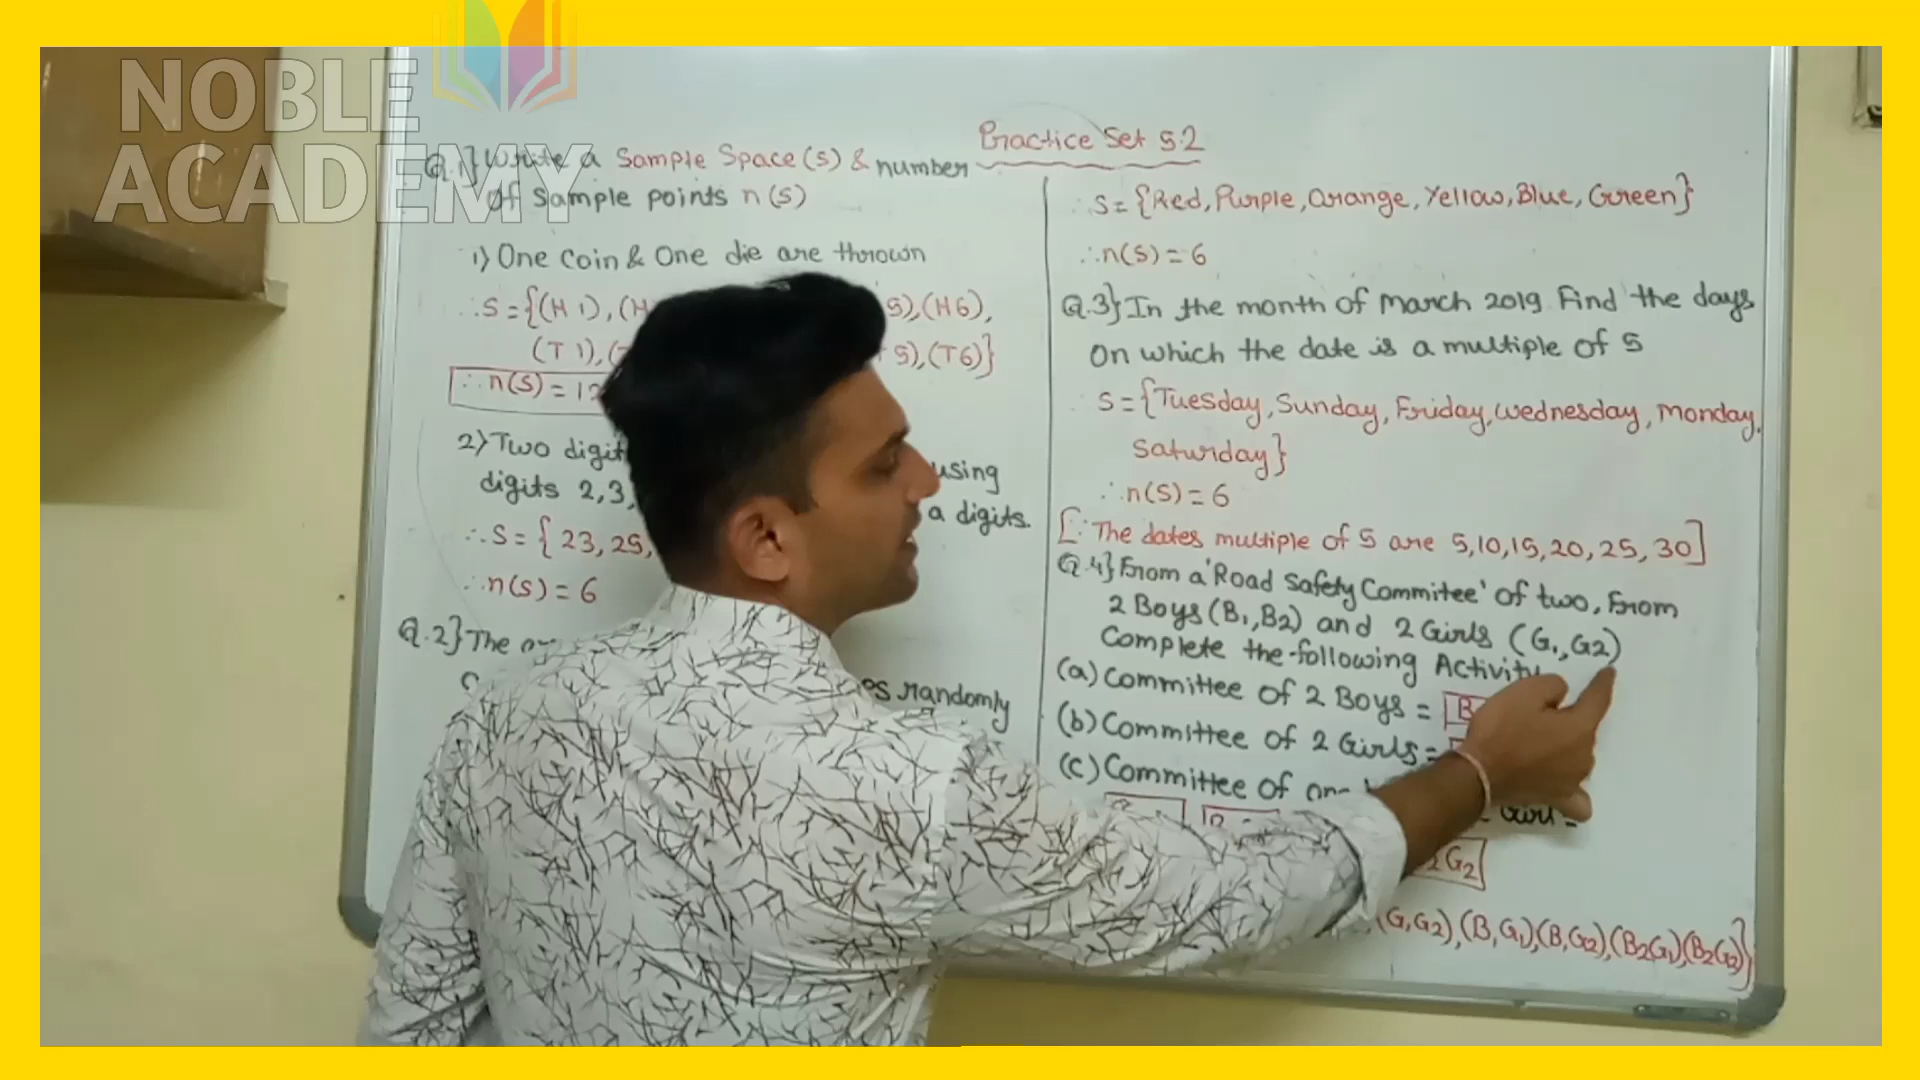 NOBLE
ACADEMY
Practice Set 5.2
Q.1} Write a Sample Space (S) & number
of Sample points n(S)
1) One Coin & One die are thrown
∴S={(H1),(H 5),(H6),
(T1),( 5),(T6)}
∴n(S)=12
2) Two digit using
digits 2,3, a digits.
∴S={23,25,
∴n(S)=6
Q.2} The
randomly
∴S={Red,Purple,Orange,Yellow,Blue,Green}
∴n(S)=6
Q.3} In the month of March 2019 Find the days
On which the date is a multiple of 5
∴S={Tuesday,Sunday,Friday,Wednesday,Monday,
Saturday}
∴n(S)=6
[∵The dates multiple of 5 are 5,10,15,20,25,30]
Q.4} From a 'Road Safety Commitee' of two, From
2 Boys (B1,B2) and 2 Girls (G1,G2)
Complete the following Activity
(a) Committee of 2 Boys = B
(b) Committee of 2 Girls =
(c) Committee of one Girl =
2G2
(G1G2),(B1G1),(B1G2),(B2G1),(B2G2)}